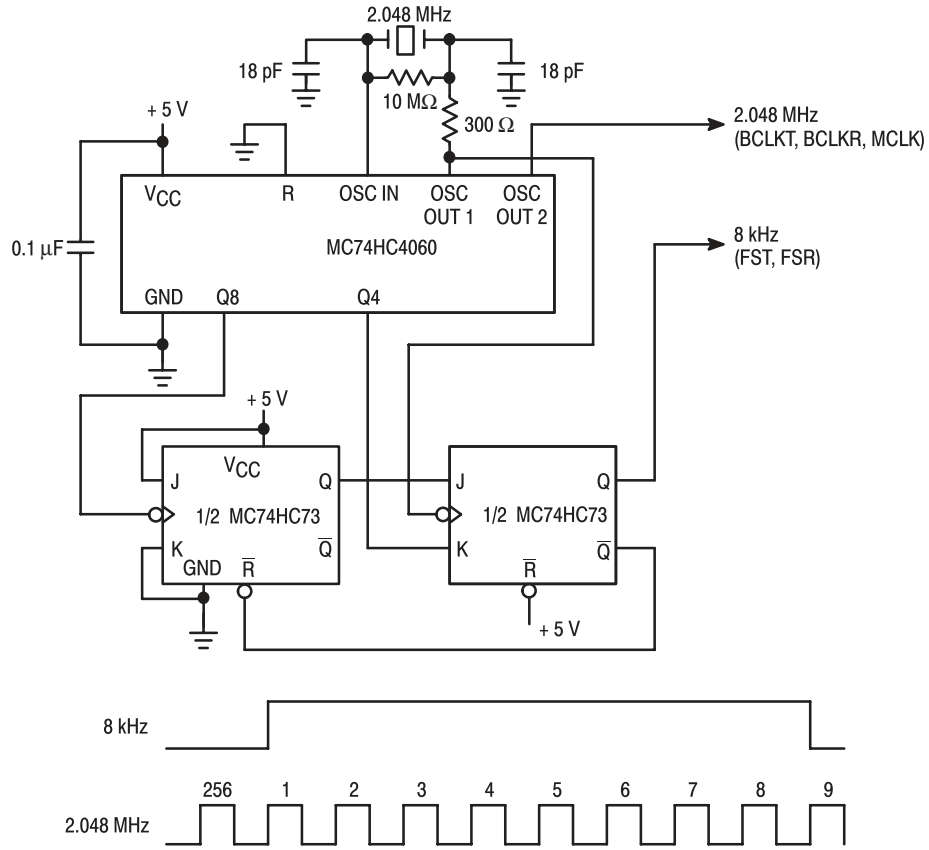 2.048 MHz
18 pF
18 pF
10 MΩ
300 Ω
+ 5 V
2.048 MHz
(BCLKT, BCLKR, MCLK)
VCC
R
OSC IN
OSC
OUT 1
OSC
OUT 2
0.1 µF
MC74HC4060
8 kHz
(FST, FSR)
GND
Q8
Q4
+ 5 V
VCC
J
Q
1/2 MC74HC73
K
Q̅
GND
R̅
J
Q
1/2 MC74HC73
K
Q̅
R̅
+ 5 V
8 kHz
256 1 2 3 4 5 6 7 8 9
2.048 MHz